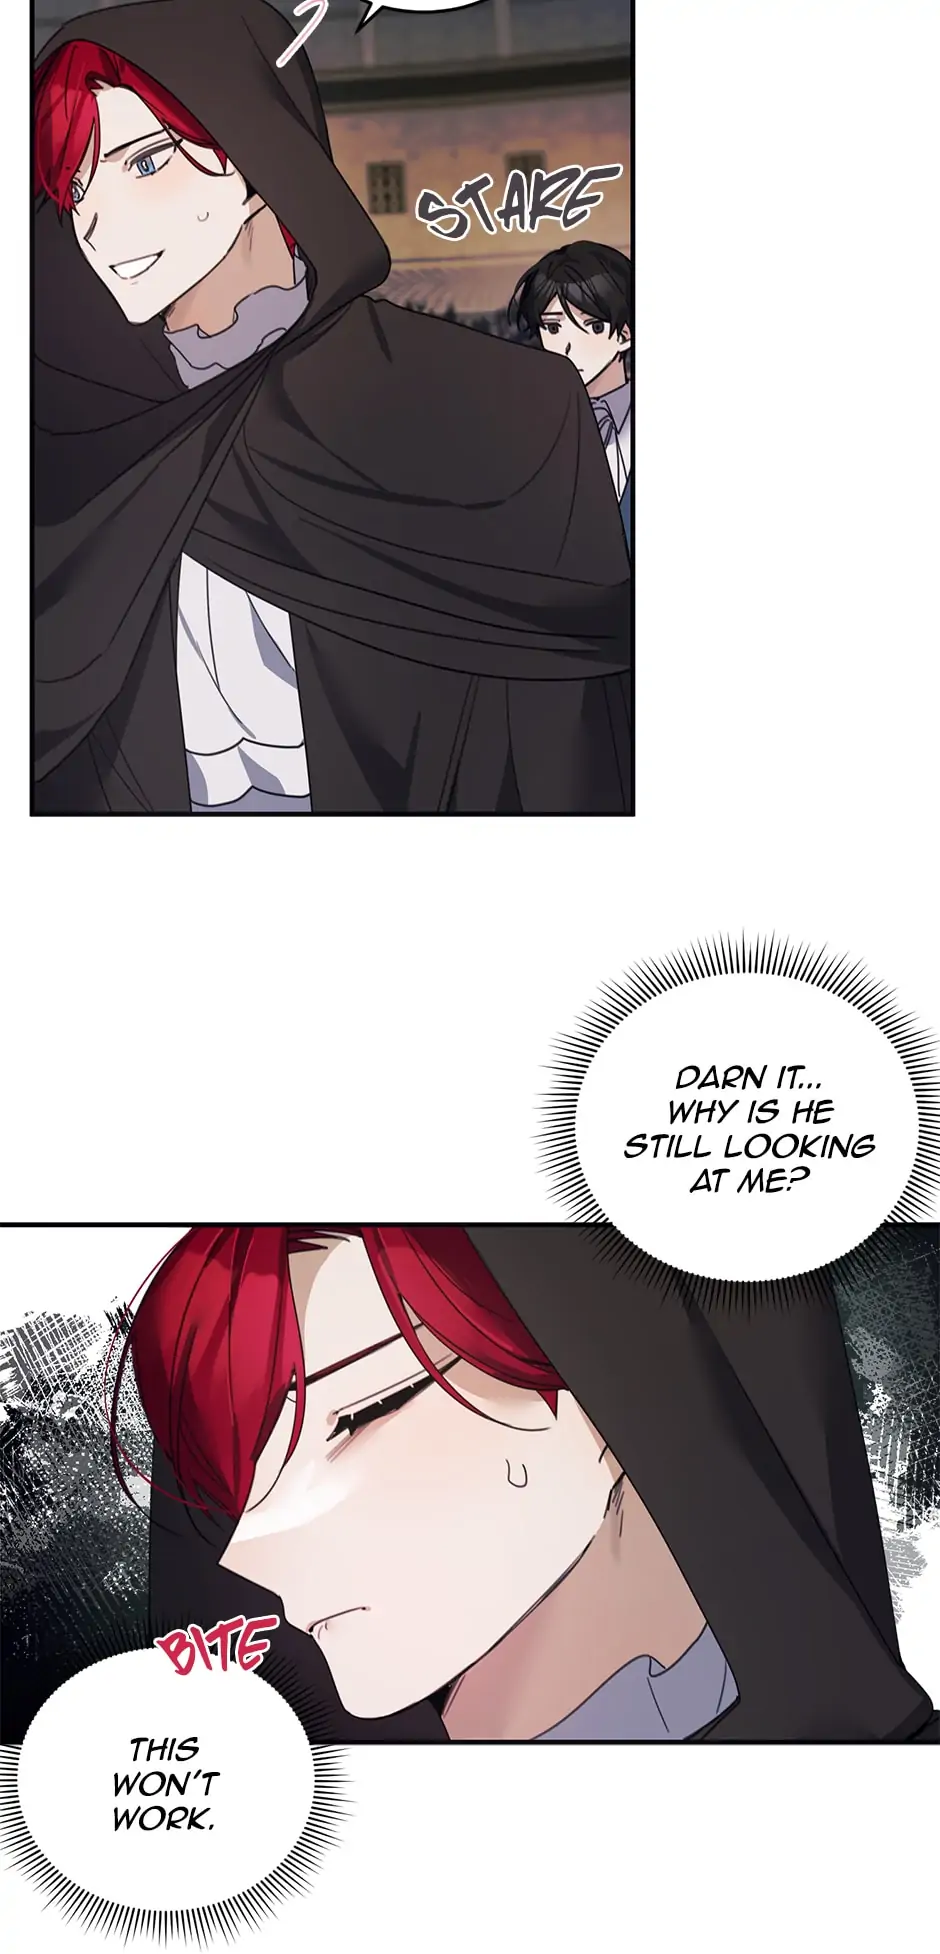 STARE
DARN IT...
WHY IS HE
STILL LOOKING
AT ME?
BITE
THIS
WON'T
WORK.